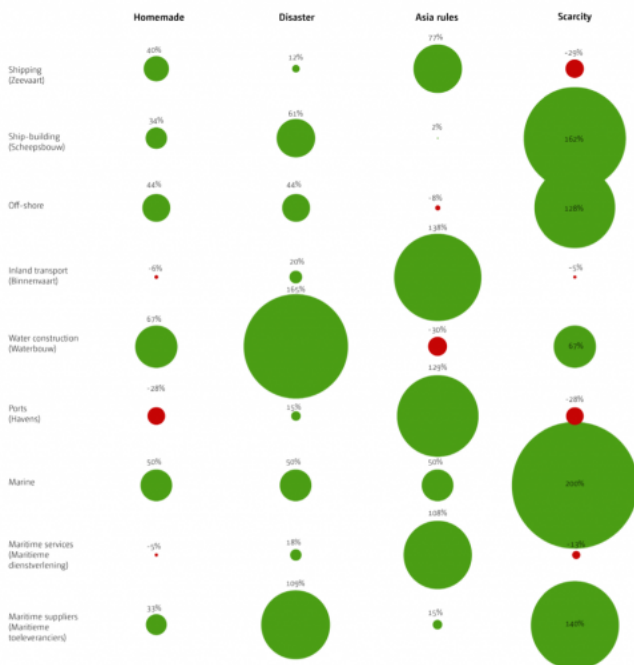 Homemade Disaster Asia rules Scarcity
40% 12% 77% -29%
Shipping
(Zeevaart)
34% 61% 2% 162%
Ship-building
(Scheepsbouw)
44% 44% -8% 128%
Off-shore
-6% 20% 138% -5%
Inland transport
(Binnenvaart)
67% 165% -30% 67%
Water construction
(Waterbouw)
-28% 15% 129% -28%
Ports
(Havens)
50% 50% 50% 200%
Marine
-5% 18% 108% -13%
Maritime services
(Maritieme
dienstverlening)
33% 109% 15% 140%
Maritime suppliers
(Maritieme
toeleveranciers)